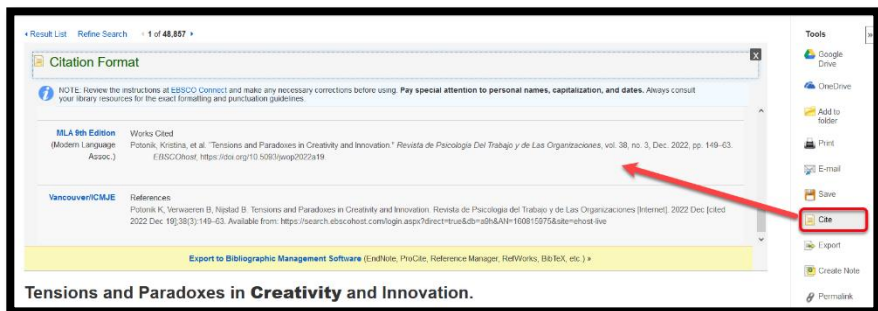 Result List Refine Search 1 of 48,857
Citation Format
X
NOTE: Review the instructions at EBSCO Connect and make any necessary corrections before using. Pay special attention to personal names, capitalization, and dates. Always consult
your library resources for the exact formatting and punctuation guidelines.
MLA 9th Edition
(Modern Language
Assoc.)
Works Cited
Potonik, Kristina, et al. "Tensions and Paradoxes in Creativity and Innovation." Revista de Psicología Del Trabajo y de Las Organizaciones, vol. 38, no. 3, Dec. 2022, pp. 149–63.
EBSCOhost, https://doi.org/10.5093/jwop2022a19.
Vancouver/ICMJE
References
Potonik K, Verwaeren B, Nijstad B. Tensions and Paradoxes in Creativity and Innovation. Revista de Psicología del Trabajo y de Las Organizaciones [Internet]. 2022 Dec [cited
2022 Dec 19];38(3):149–63. Available from: https://search.ebscohost.com/login.aspx?direct=true&db=a9h&AN=160815975&site=ehost-live
Export to Bibliographic Management Software (EndNote, ProCite, Reference Manager, RefWorks, BibTeX, etc.) »
Tensions and Paradoxes in Creativity and Innovation.
Tools
»
Google
Drive
OneDrive
Add to
folder
Print
E-mail
Save
Cite
Export
Create Note
Permalink